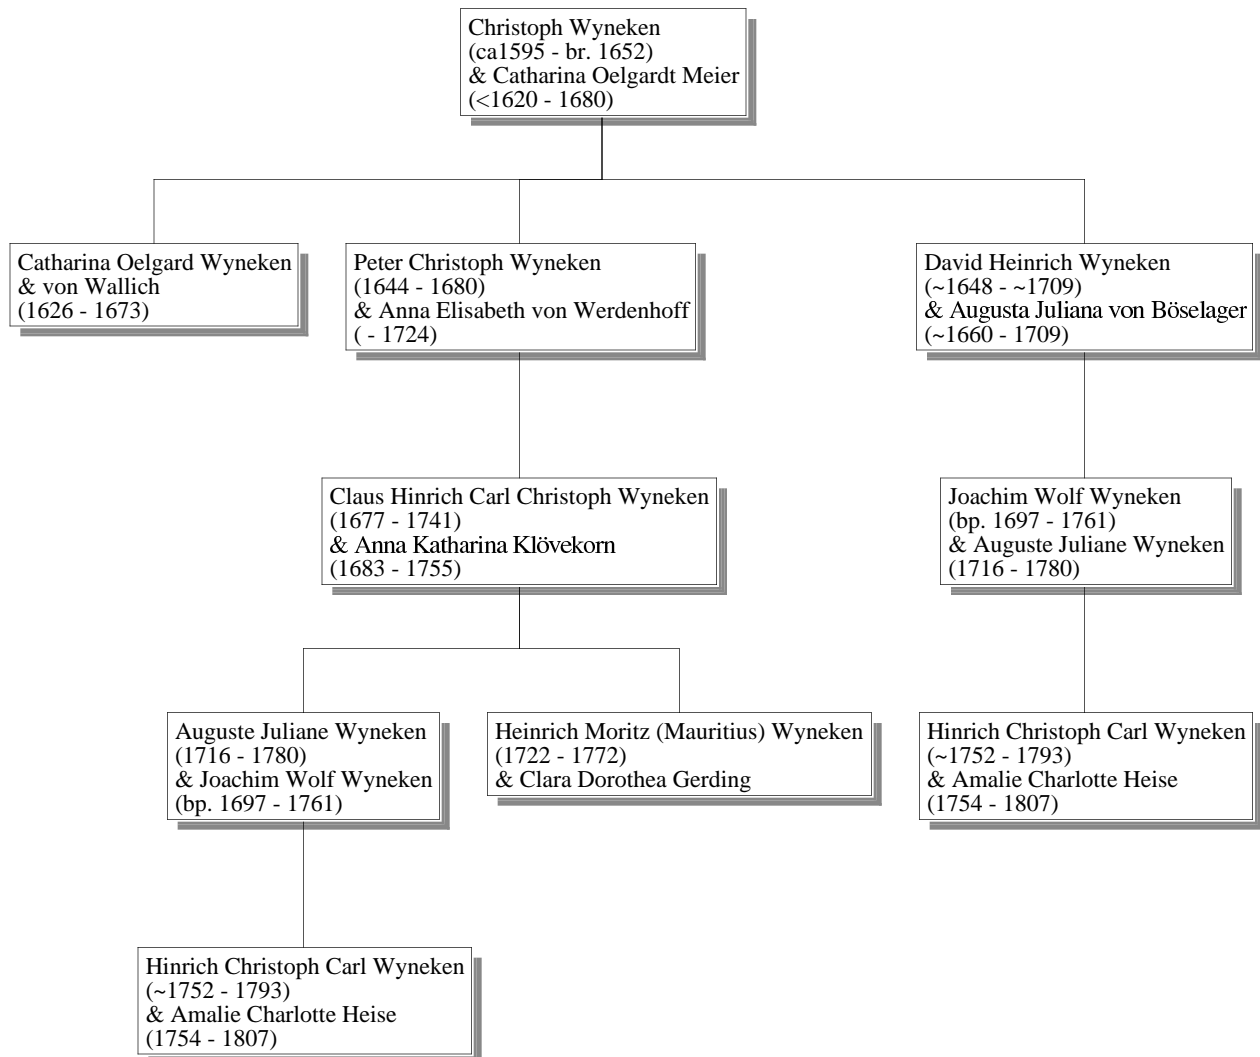 Christoph Wyneken
(ca1595 - br. 1652)
& Catharina Oelgardt Meier
(<1620 - 1680)
Catharina Oelgard Wyneken
& von Wallich
(1626 - 1673)
Peter Christoph Wyneken
(1644 - 1680)
& Anna Elisabeth von Werdenhoff
( - 1724)
David Heinrich Wyneken
(~1648 - ~1709)
& Augusta Juliana von Böselager
(~1660 - 1709)
Claus Hinrich Carl Christoph Wyneken
(1677 - 1741)
& Anna Katharina Klövekorn
(1683 - 1755)
Joachim Wolf Wyneken
(bp. 1697 - 1761)
& Auguste Juliane Wyneken
(1716 - 1780)
Auguste Juliane Wyneken
(1716 - 1780)
& Joachim Wolf Wyneken
(bp. 1697 - 1761)
Heinrich Moritz (Mauritius) Wyneken
(1722 - 1772)
& Clara Dorothea Gerding
Hinrich Christoph Carl Wyneken
(~1752 - 1793)
& Amalie Charlotte Heise
(1754 - 1807)
Hinrich Christoph Carl Wyneken
(~1752 - 1793)
& Amalie Charlotte Heise
(1754 - 1807)